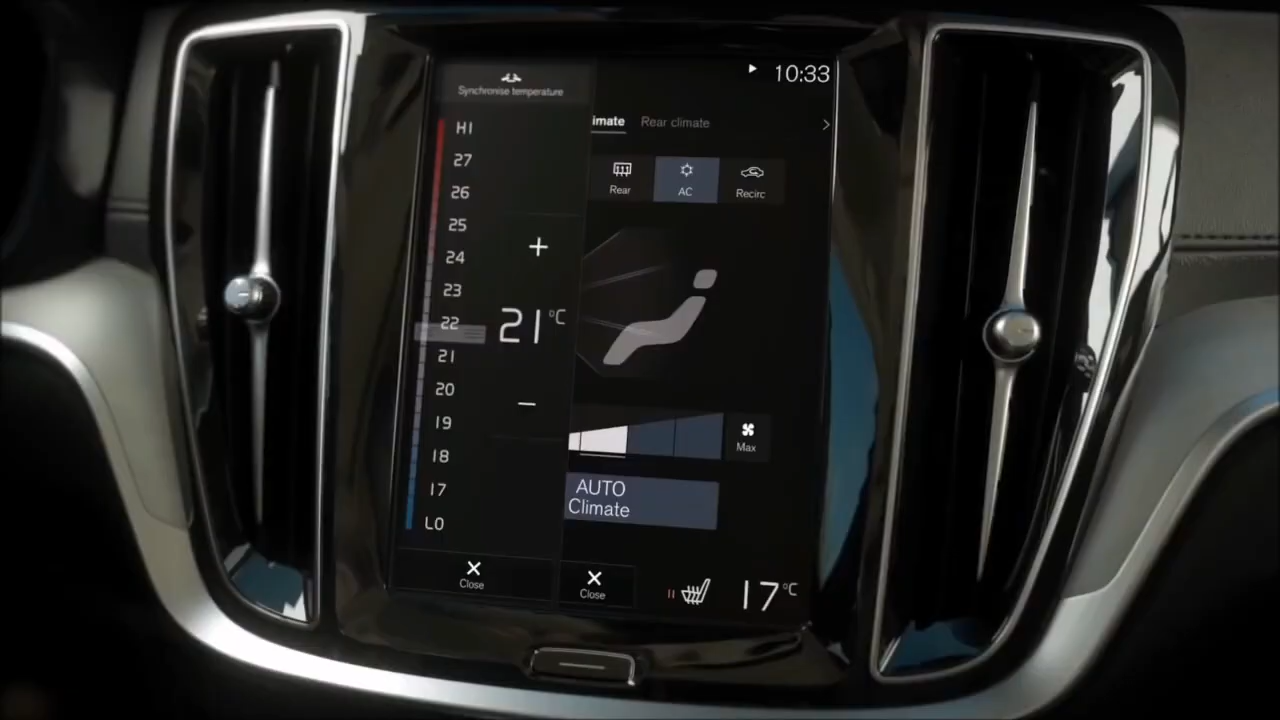 10:33
Synchronise temperature
imate
Rear climate
HI
27
26
25
24
23
22
21
20
19
18
17
LO
Rear
AC
Recirc
+
21°C
−
Max
AUTO
Climate
Close
Close
17°C